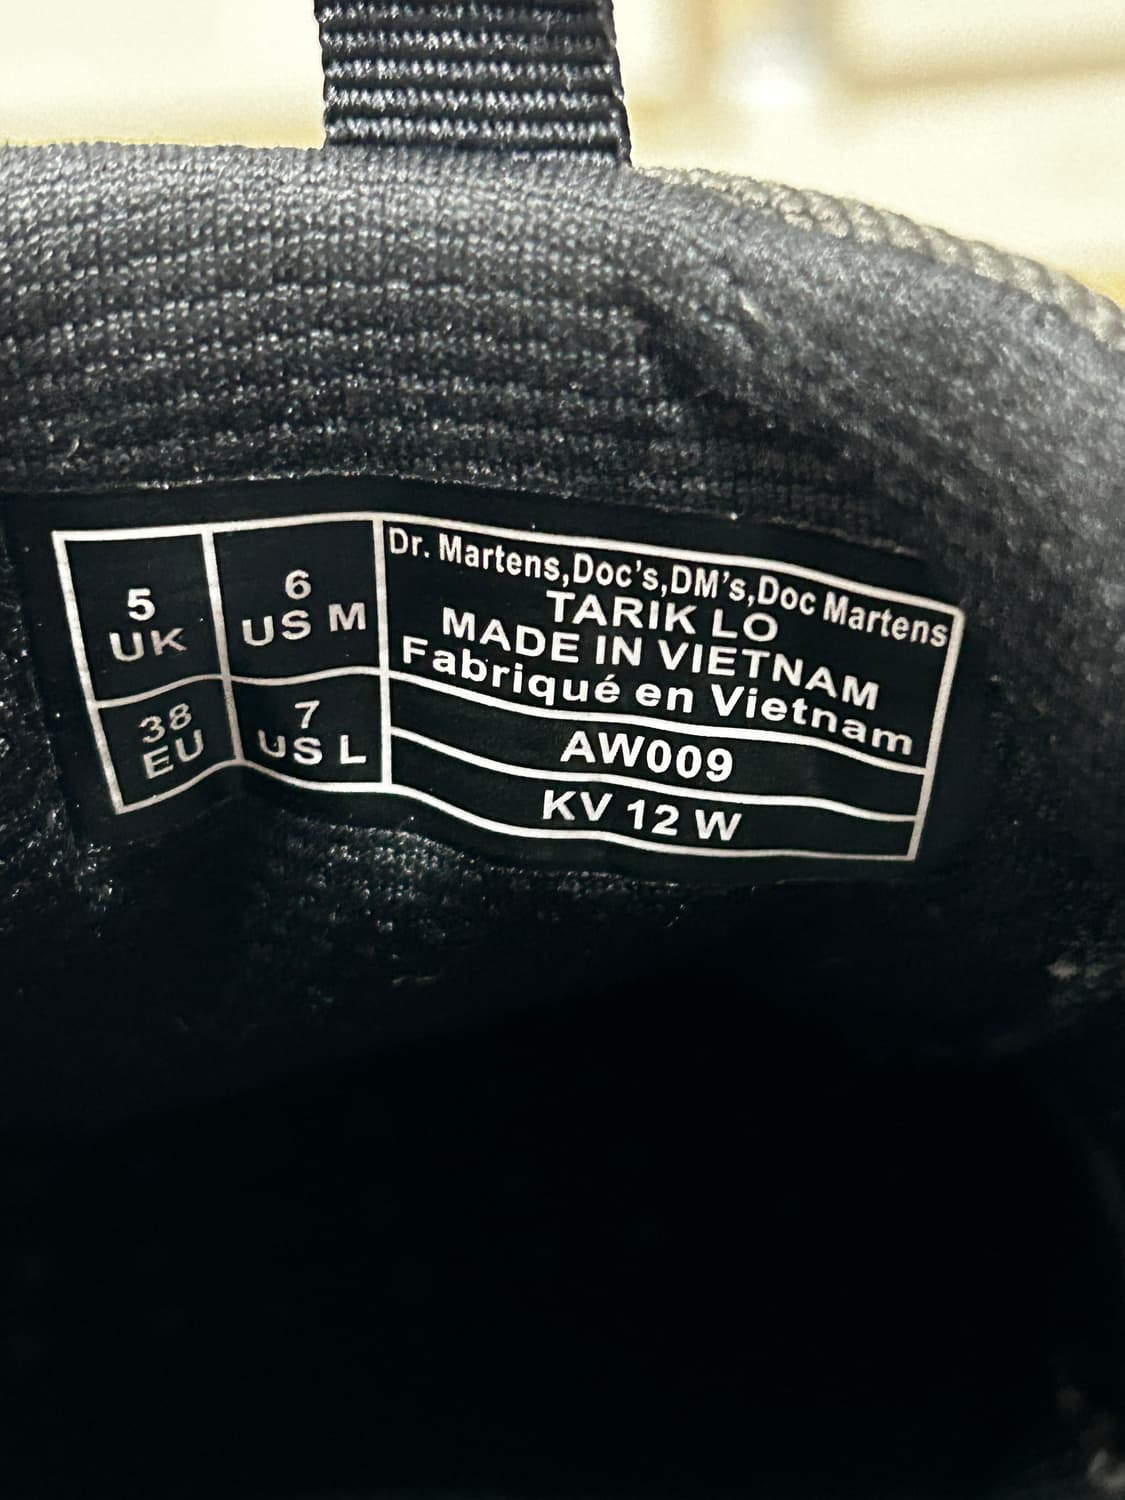 5
UK
6
US M
38
EU
7
US L
Dr. Martens,Doc's,DM's,Doc Martens
TARIK LO
MADE IN VIETNAM
Fabriqué en Vietnam
AW009
KV 12 W